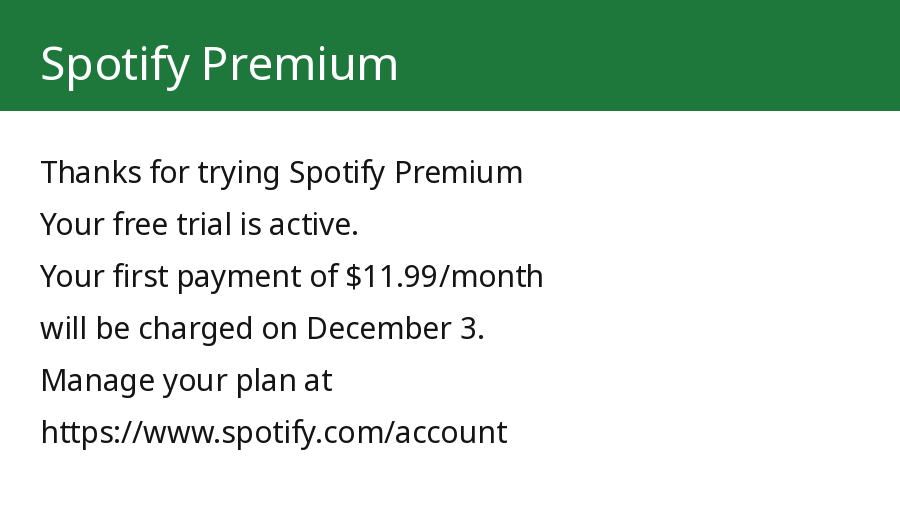 Spotify Premium
Thanks for trying Spotify Premium
Your free trial is active.
Your first payment of $11.99/month
will be charged on December 3.
Manage your plan at
https://www.spotify.com/account